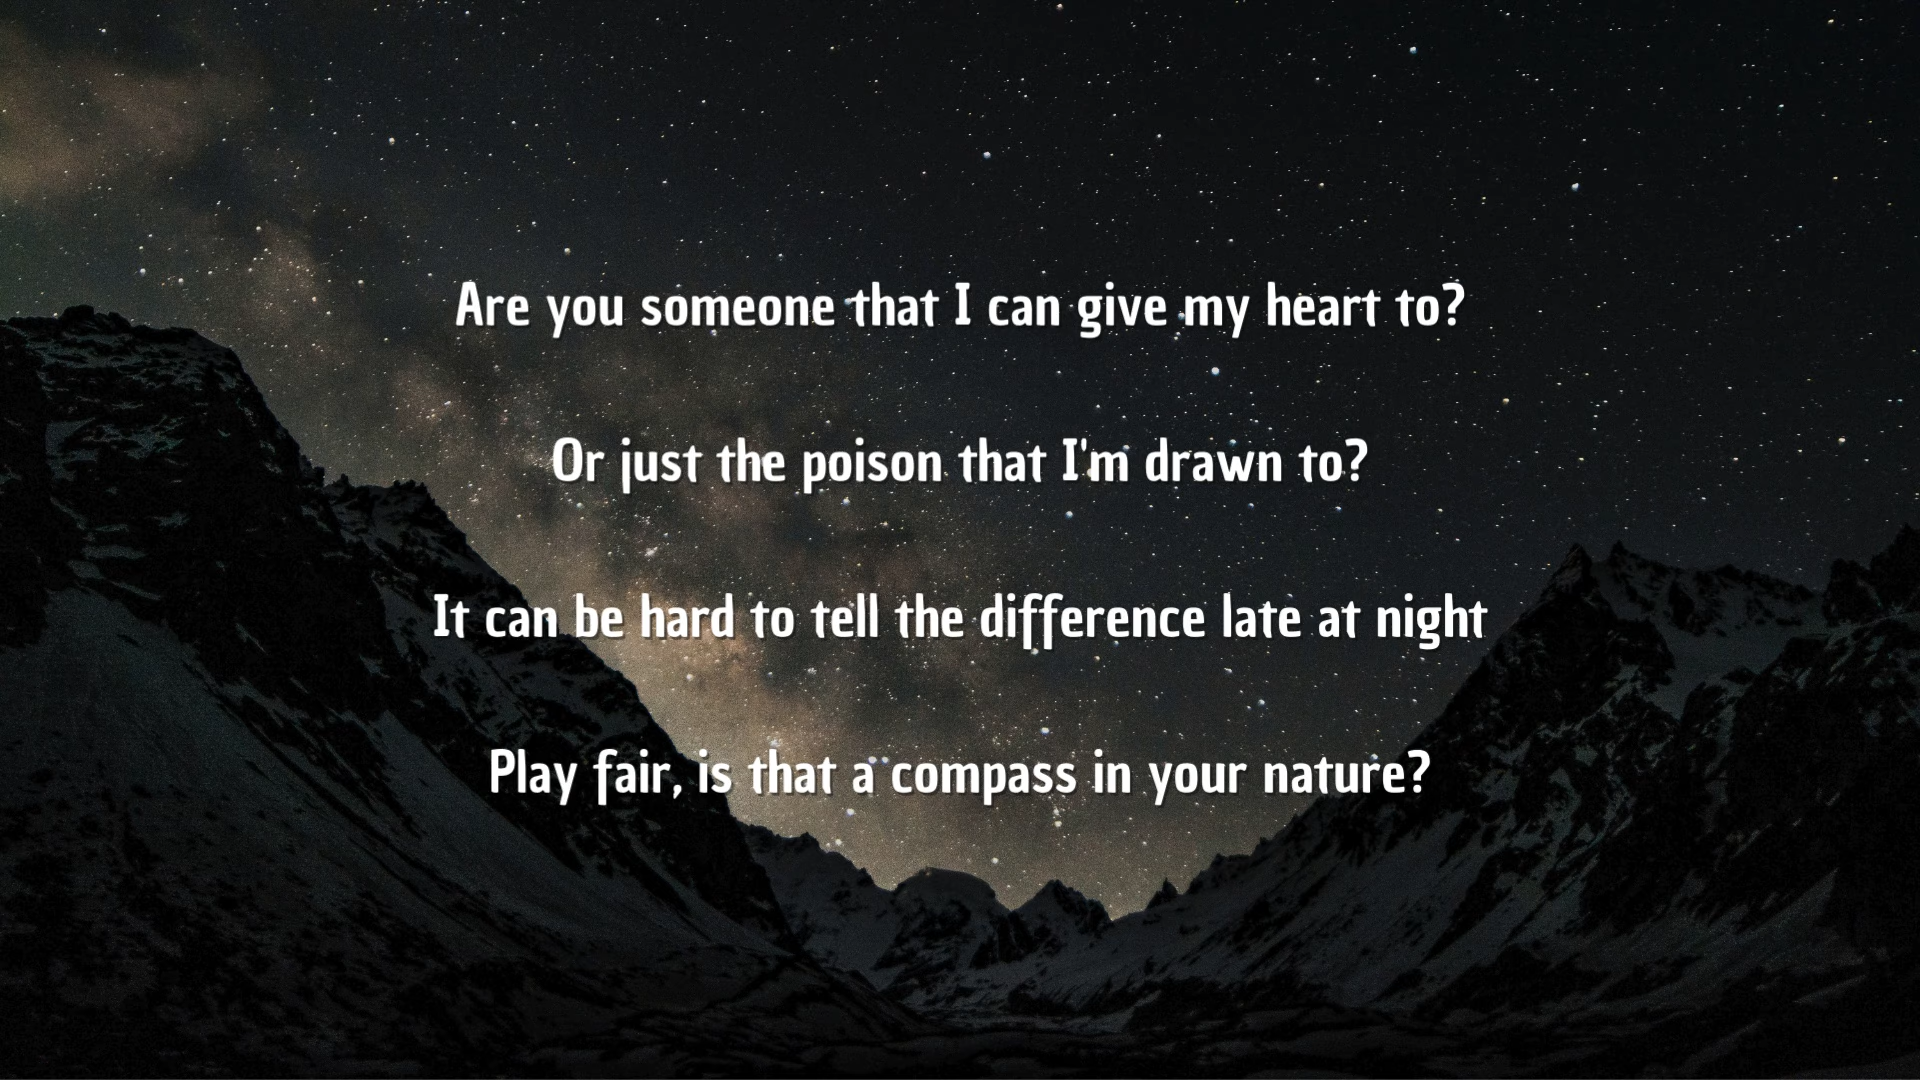 Are you someone that I can give my heart to?
Or just the poison that I'm drawn to?
It can be hard to tell the difference late at night
Play fair, is that a compass in your nature?